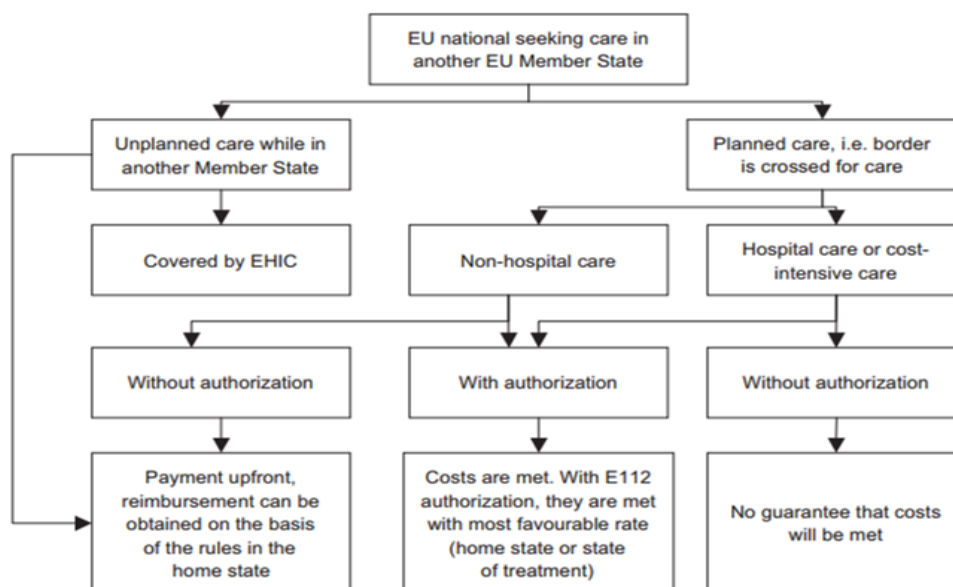 EU national seeking care in
another EU Member State
Unplanned care while in
another Member State
Planned care, i.e. border
is crossed for care
Covered by EHIC
Non-hospital care
Hospital care or cost-
intensive care
Without authorization
With authorization
Without authorization
Payment upfront,
reimbursement can be
obtained on the basis
of the rules in the
home state
Costs are met. With E112
authorization, they are met
with most favourable rate
(home state or state
of treatment)
No guarantee that costs
will be met